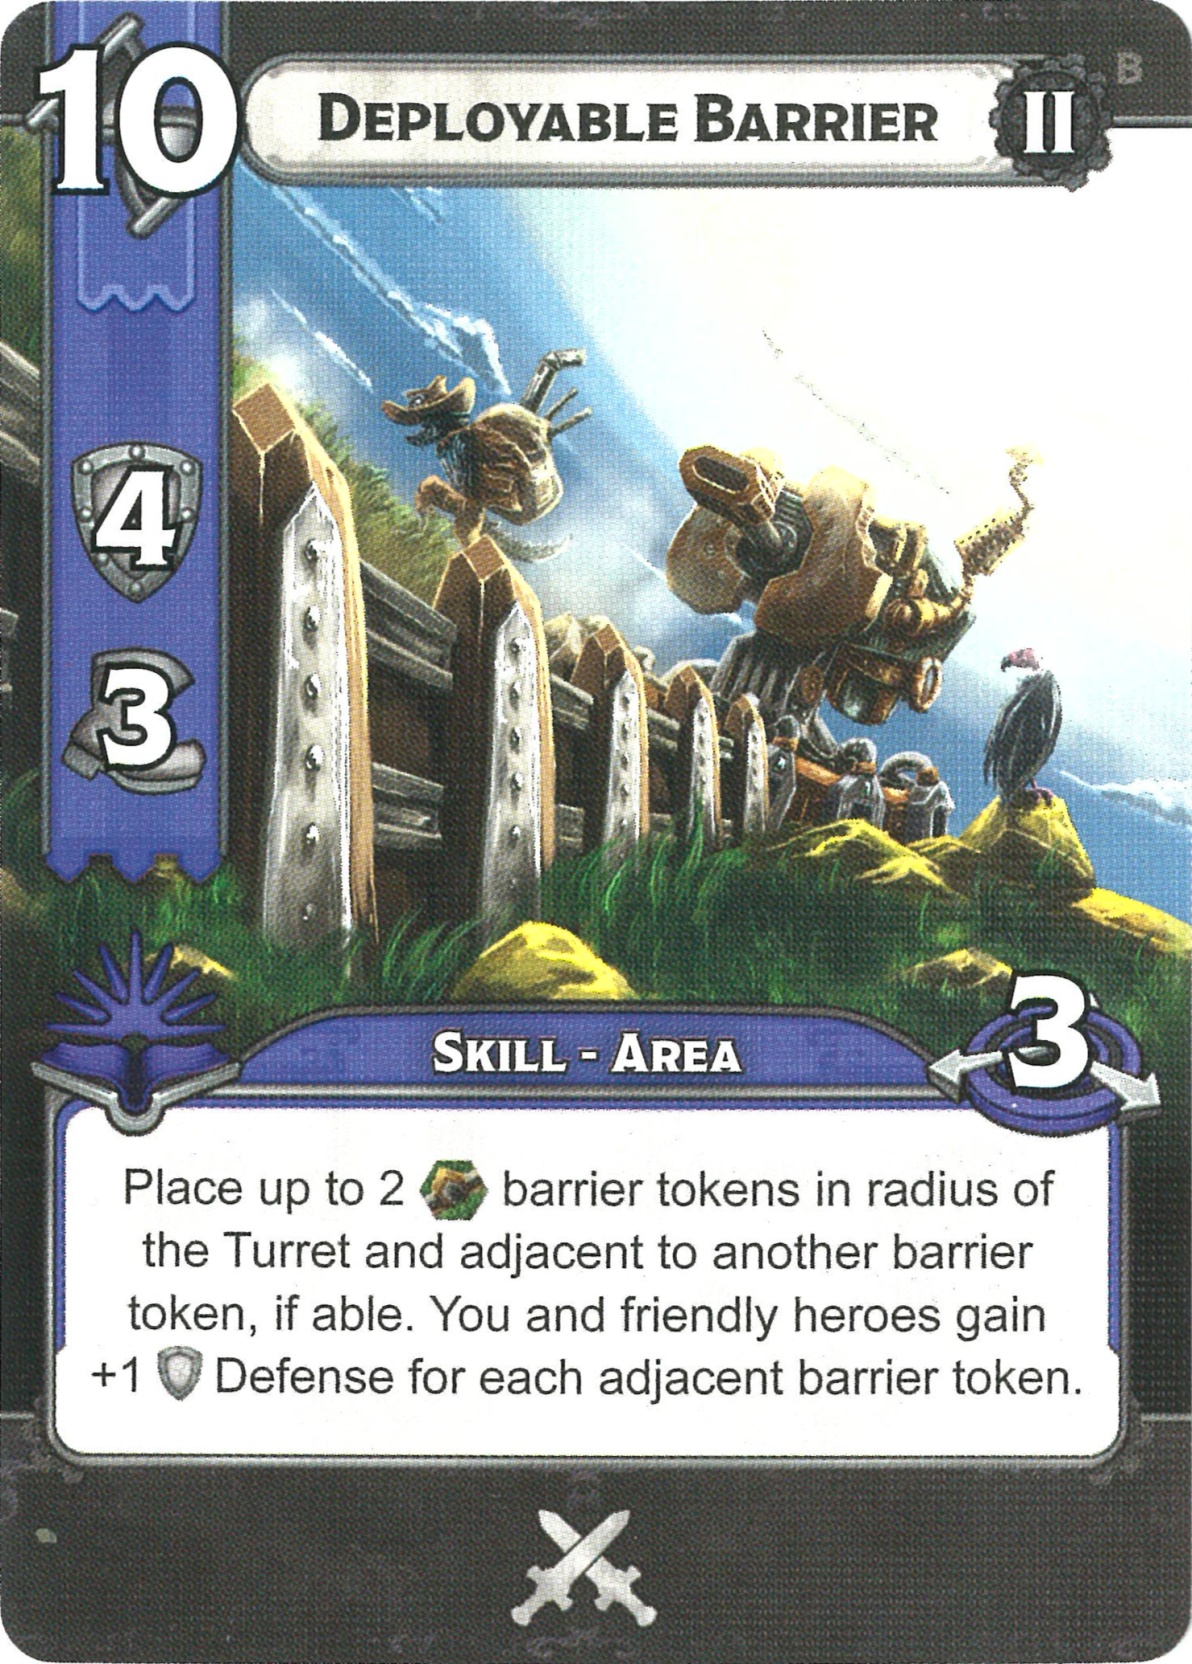 10
DEPLOYABLE BARRIER
II
B
4
3
SKILL - AREA
3
Place up to 2 barrier tokens in radius of
the Turret and adjacent to another barrier
token, if able. You and friendly heroes gain
+1 Defense for each adjacent barrier token.